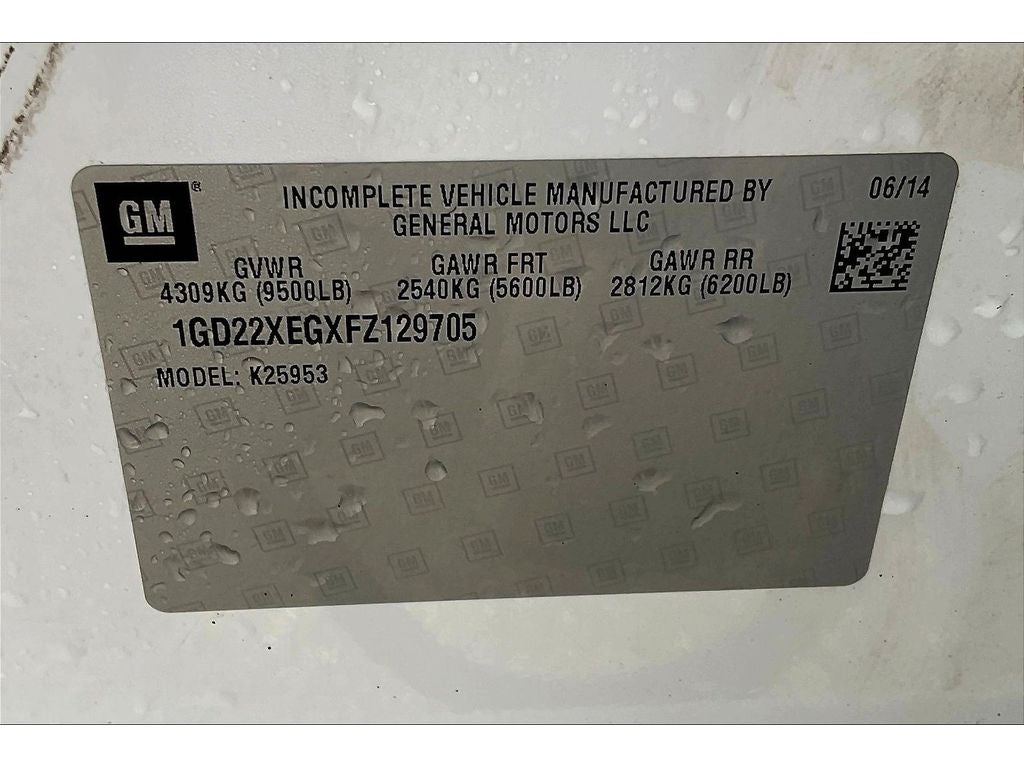 GM® INCOMPLETE VEHICLE MANUFACTURED BY 06/14
GENERAL MOTORS LLC
GVWR GAWR FRT GAWR RR
4309KG (9500LB) 2540KG (5600LB) 2812KG (6200LB)
1GD22XEGXFZ129705
MODEL: K25953